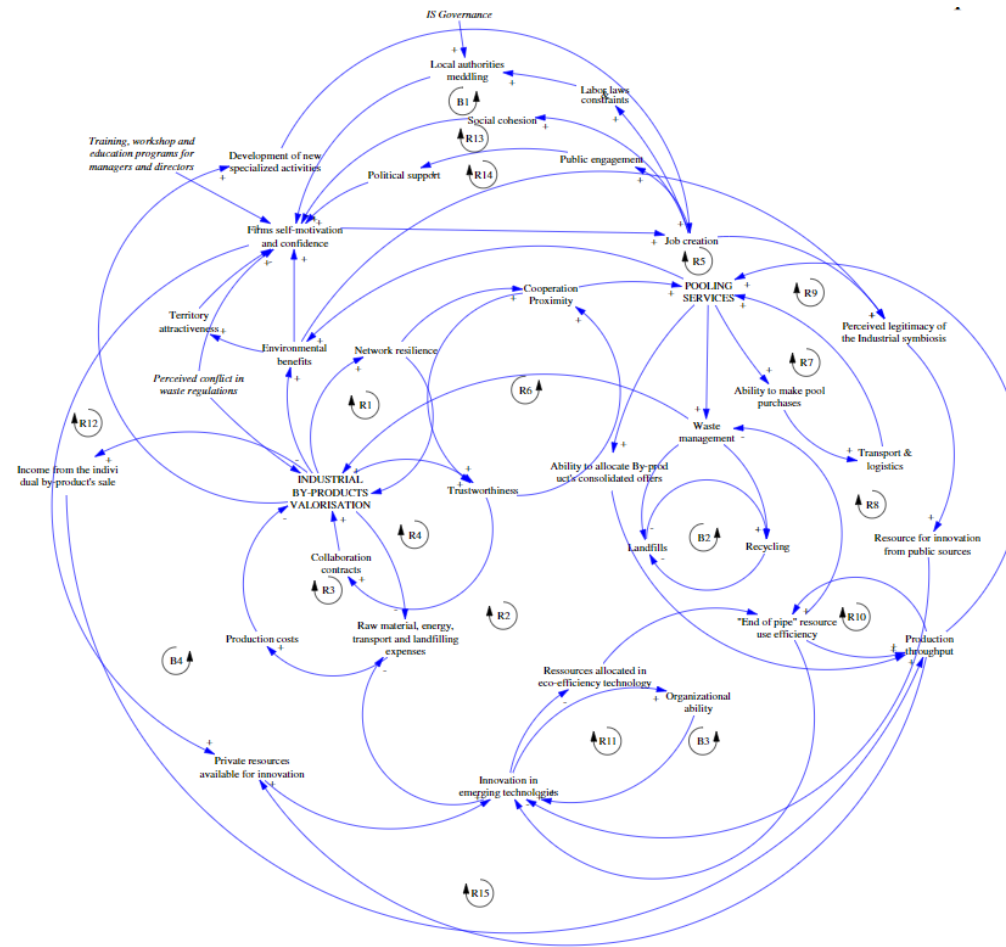 IS Governance
+
Local authorities
meddling
+
Labor laws
&
constraints
+
B1
Social cohesion
+
R13
Training, workshop and
education programs for
managers and directors
Development of new
specialized activities
+
Public engagement
+
Political support
+
R14
Firms self-motivation
and confidence
+
+
+
-
+
+
Job creation
+
+
R5
Cooperation
Proximity
+
+
+
POOLING
SERVICES
+
+
+
R9
Territory
attractiveness
+
Perceived legitimacy of
the Industrial symbiosis
+
Environmental
benefits
+
+
Network resilience
+
R7
Perceived conflict in
waste regulations
R1
R6
Ability to make pool
purchases
+
R12
Waste
management
+
-
Income from the indivi
dual by-product's sale
+
INDUSTRIAL
BY-PRODUCTS
VALORISATION
-
+
+
-
+
Trustworthiness
+
+
Ability to allocate By-prod
uct's consolidated offers
+
Transport &
logistics
+
R8
R4
Landfills
-
-
B2
Recycling
+
Resource for innovation
from public sources
+
Collaboration
contracts
+
R3
R2
Production costs
+
Raw material, energy,
transport and landfilling
expenses
-
-
"End of pipe" resource
use efficiency
+
+
R10
Production
throughput
+
+
B4
Ressources allocated in
eco-efficiency technology
-
Organizational
ability
+
R11
B3
Private resources
available for innovation
+
+
Innovation in
emerging technologies
+
+
R15